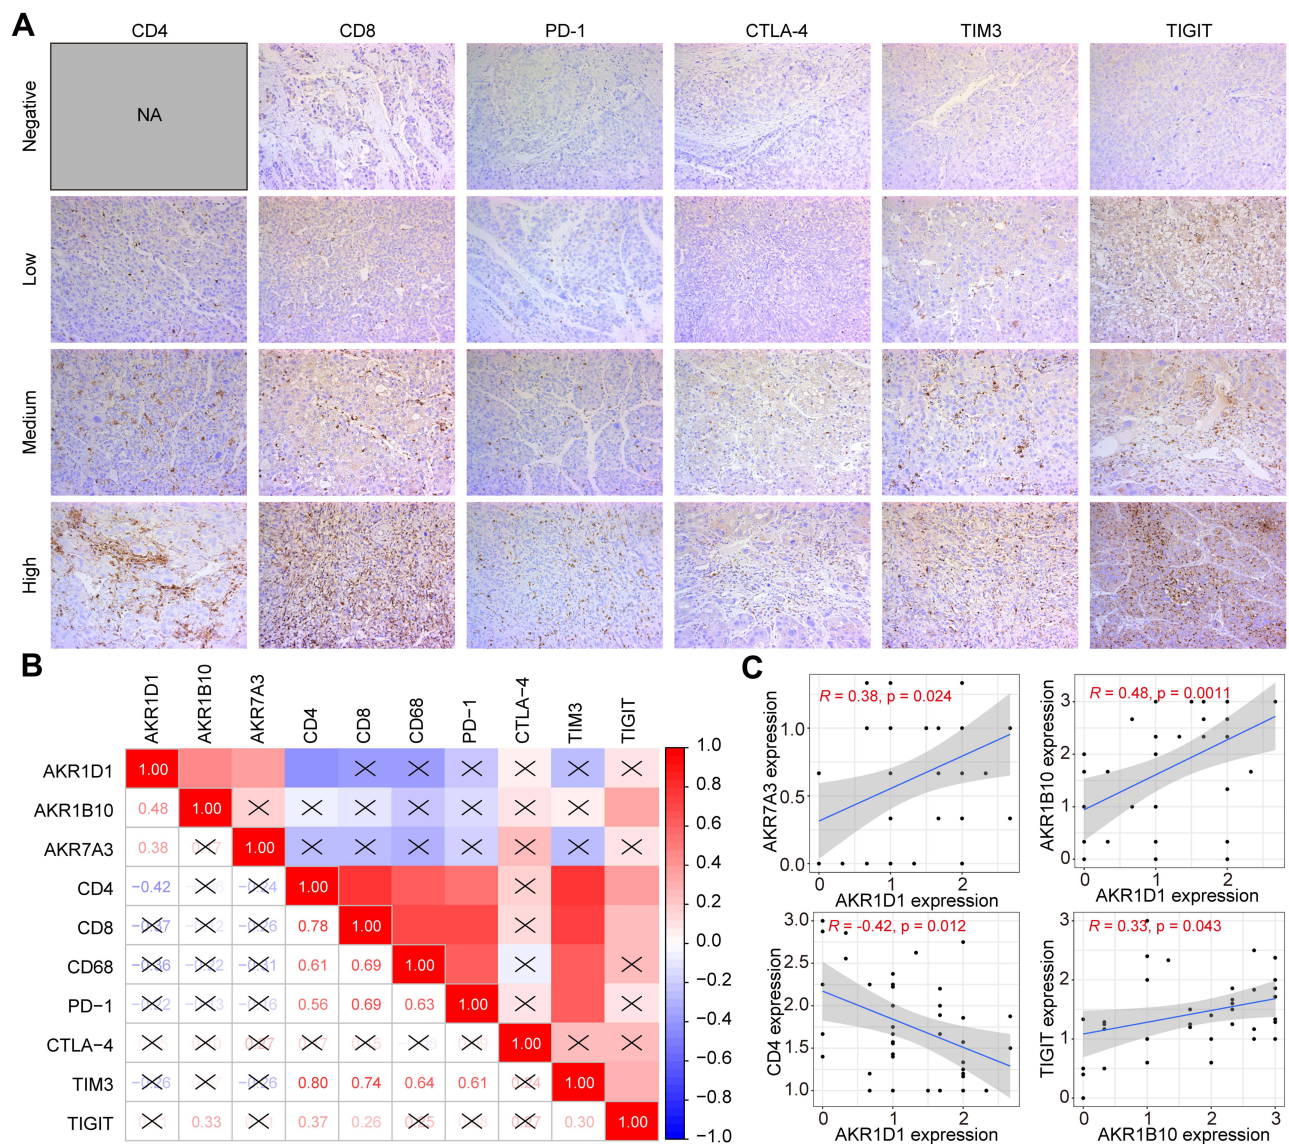 A
CD4 CD8 PD-1 CTLA-4 TIM3 TIGIT
Negative
NA
Low
Medium
High
B
AKR1D1 AKR1B10 AKR7A3 CD4 CD8 CD68 PD−1 CTLA−4 TIM3 TIGIT
AKR1D1 1.00
AKR1B10 0.48 1.00
AKR7A3 0.38 1.00
CD4 −0.42 1.00
CD8 0.78 1.00
CD68 0.61 0.69 1.00
PD−1 0.56 0.69 0.63 1.00
CTLA−4 1.00
TIM3 0.80 0.74 0.64 0.61 1.00
TIGIT 0.33 0.37 0.26 0.30 1.00
1.0
0.8
0.6
0.4
0.2
0.0
−0.2
−0.4
−0.6
−0.8
−1.0
C
R = 0.38, p = 0.024
AKR7A3 expression
1.0
0.5
0.0
0 1 2
AKR1D1 expression
R = 0.48, p = 0.0011
AKR1B10 expression
3
2
1
0
0 1 2
AKR1D1 expression
R = -0.42, p = 0.012
CD4 expression
3.0
2.5
2.0
1.5
1.0
0 1 2
AKR1D1 expression
R = 0.33, p = 0.043
TIGIT expression
3
2
1
0
0 1 2 3
AKR1B10 expression